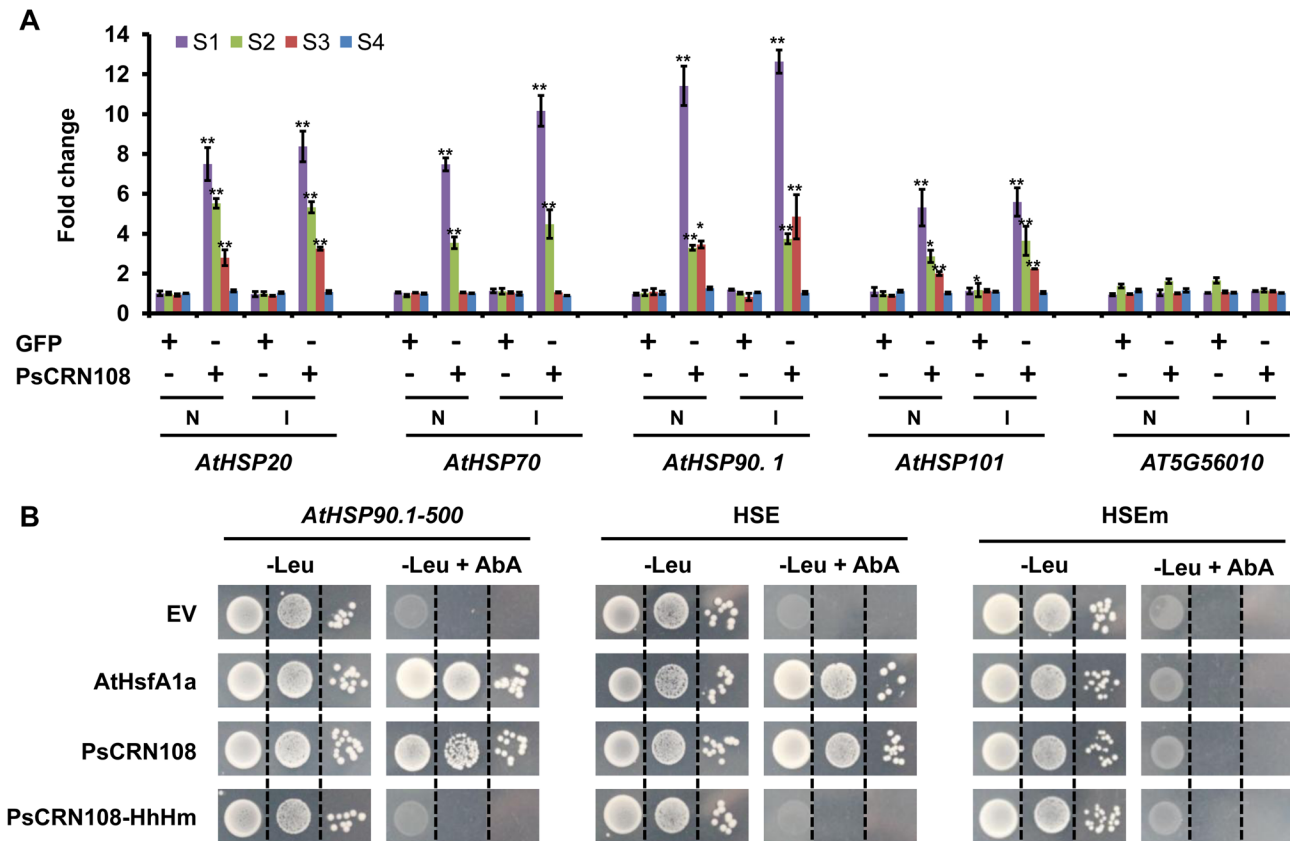 A
S1 S2 S3 S4
Fold change
14
12
10
8
6
4
2
0
** ** ** ** ** ** ** ** ** ** ** ** * ** ** ** ** * ** * ** ** **
GFP + - + - + - + - + - + - + - + - + - + -
PsCRN108 - + - + - + - + - + - + - + - + - + - +
N I N I N I N I N I
AtHSP20 AtHSP70 AtHSP90. 1 AtHSP101 AT5G56010
B
AtHSP90.1-500 HSE HSEm
-Leu -Leu + AbA -Leu -Leu + AbA -Leu -Leu + AbA
EV
AtHsfA1a
PsCRN108
PsCRN108-HhHm